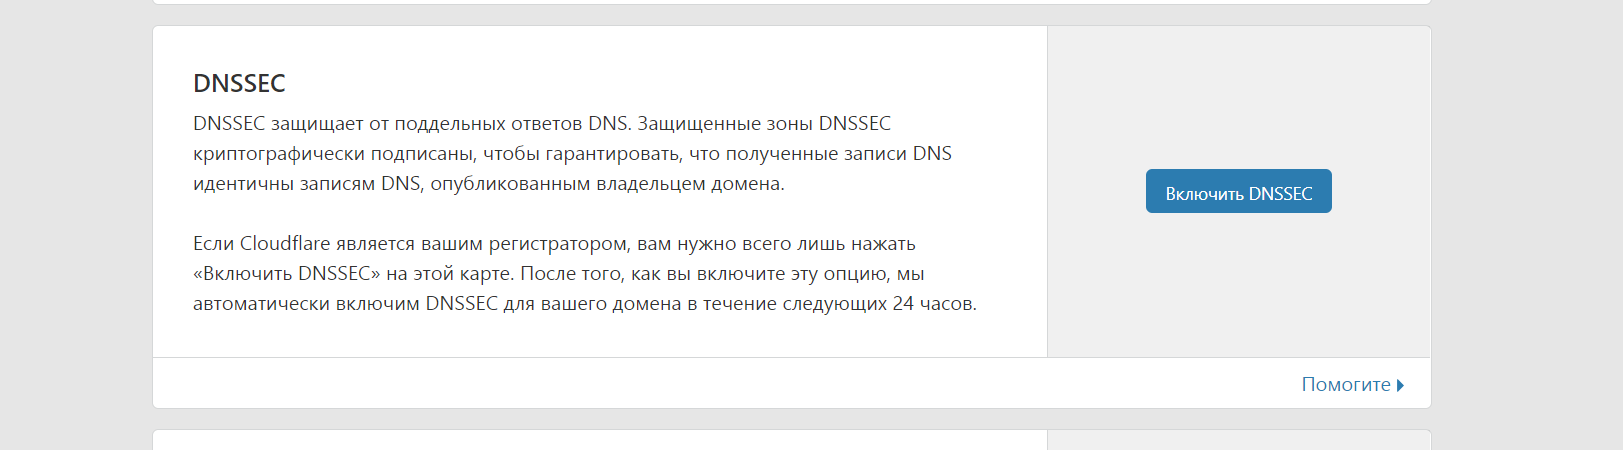 DNSSEC
DNSSEC защищает от поддельных ответов DNS. Защищенные зоны DNSSEC
криптографически подписаны, чтобы гарантировать, что полученные записи DNS
идентичны записям DNS, опубликованным владельцем домена.
Если Cloudflare является вашим регистратором, вам нужно всего лишь нажать
«Включить DNSSEC» на этой карте. После того, как вы включите эту опцию, мы
автоматически включим DNSSEC для вашего домена в течение следующих 24 часов.
Включить DNSSEC
Помогите